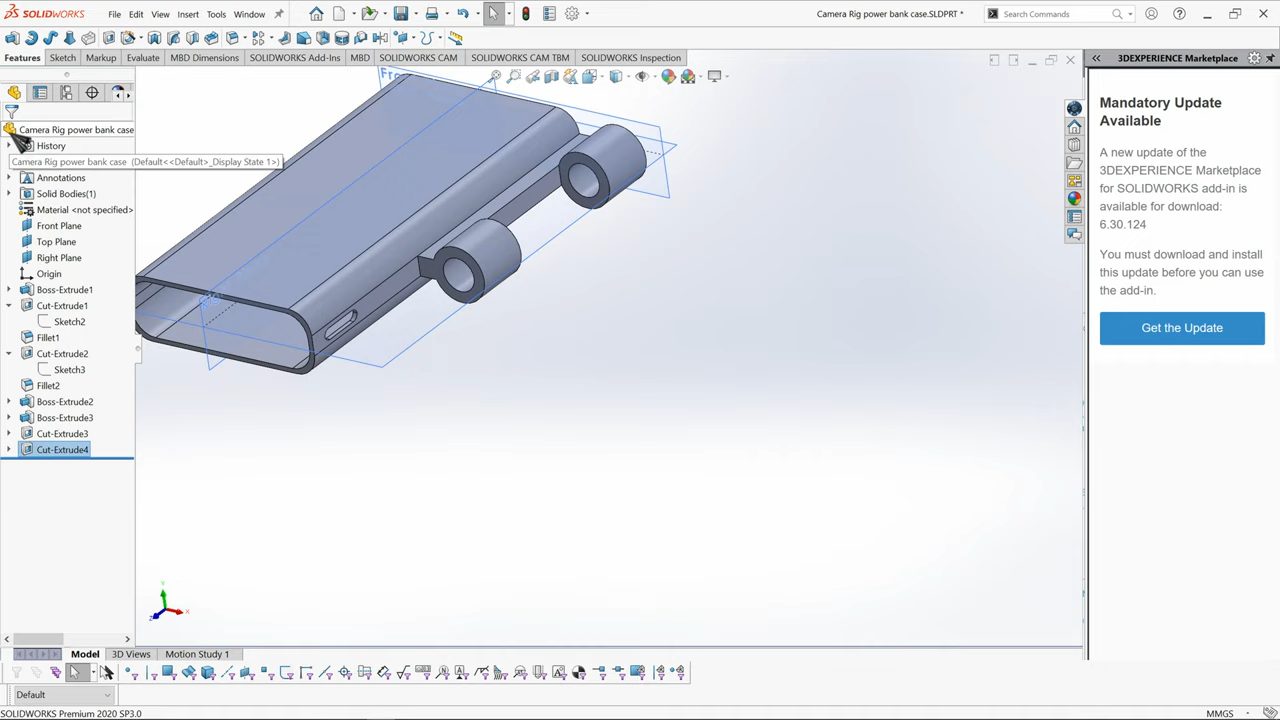 SOLIDWORKS File Edit View Insert Tools Window Camera Rig power bank case.SLDPRT * Search Commands
Features Sketch Markup Evaluate MBD Dimensions SOLIDWORKS Add-Ins MBD SOLIDWORKS CAM SOLIDWORKS CAM TBM SOLIDWORKS Inspection 3DEXPERIENCE Marketplace
Camera Rig power bank case
History
Camera Rig power bank case (Default<<Default>_Display State 1>)
Annotations
Solid Bodies(1)
Material <not specified>
Front Plane
Top Plane
Right Plane
Origin
Boss-Extrude1
Cut-Extrude1
Sketch2
Fillet1
Cut-Extrude2
Sketch3
Fillet2
Boss-Extrude2
Boss-Extrude3
Cut-Extrude3
Cut-Extrude4
Mandatory Update
Available
A new update of the
3DEXPERIENCE Marketplace
for SOLIDWORKS add-in is
available for download:
6.30.124
You must download and install
this update before you can use
the add-in.
Get the Update
Model 3D Views Motion Study 1
Default
SOLIDWORKS Premium 2020 SP3.0 MMGS